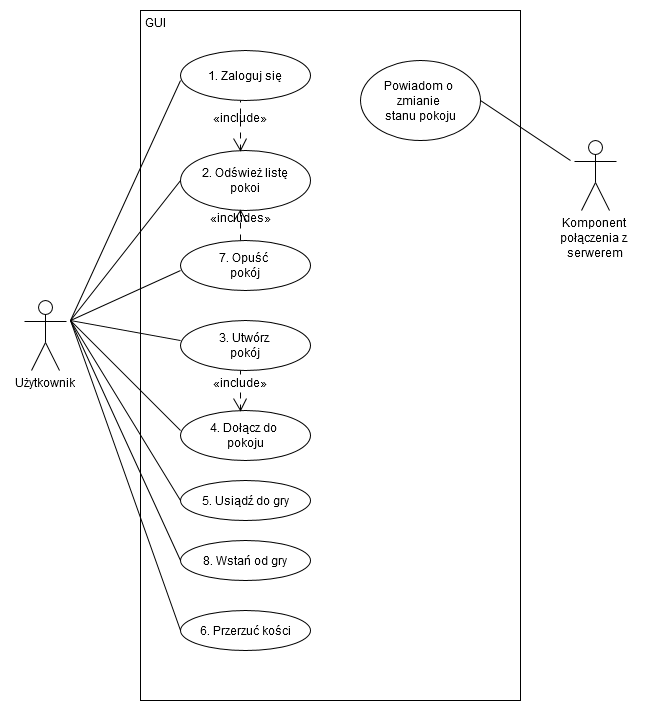 GUI
1. Zaloguj się
«include»
2. Odśwież listę
pokoi
«includes»
7. Opuść
pokój
3. Utwórz
pokój
«include»
4. Dołącz do
pokoju
5. Usiądź do gry
8. Wstań od gry
6. Przerzuć kości
Użytkownik
Powiadom o
zmianie
stanu pokoju
Komponent
połączenia z
serwerem